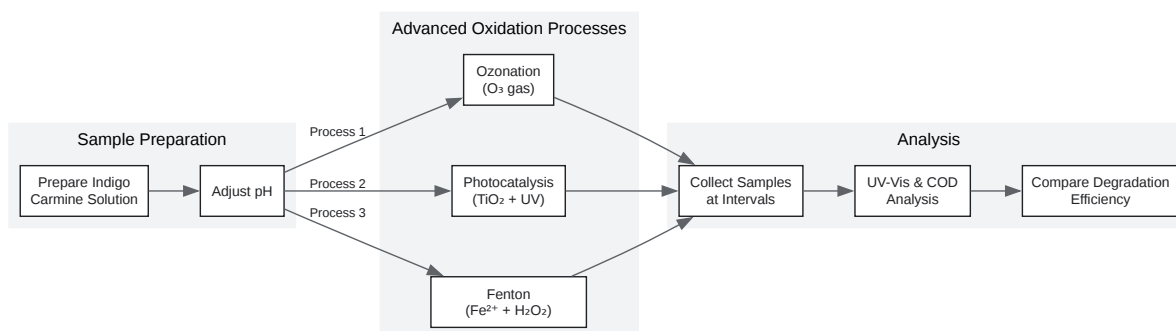 Advanced Oxidation Processes
Ozonation
(O₃ gas)
Sample Preparation
Process 1
Analysis
Prepare Indigo
Carmine Solution
Adjust pH
Process 2
Photocatalysis
(TiO₂ + UV)
Collect Samples
at Intervals
UV-Vis & COD
Analysis
Compare Degradation
Efficiency
Process 3
Fenton
(Fe²⁺ + H₂O₂)